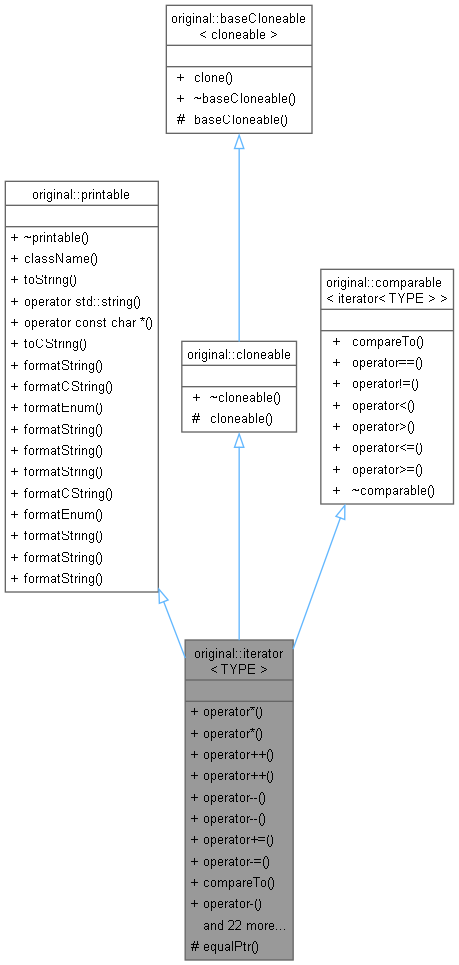 original::baseCloneable
< cloneable >
+ clone()
+ ~baseCloneable()
# baseCloneable()
original::printable
+ ~printable()
+ className()
+ toString()
+ operator std::string()
+ operator const char *()
+ toCString()
+ formatString()
+ formatCString()
+ formatEnum()
+ formatString()
+ formatString()
+ formatString()
+ formatCString()
+ formatEnum()
+ formatString()
+ formatString()
+ formatString()
original::cloneable
+ ~cloneable()
# cloneable()
original::comparable
< iterator< TYPE > >
+ compareTo()
+ operator==()
+ operator!=()
+ operator<()
+ operator>()
+ operator<=()
+ operator>=()
+ ~comparable()
original::iterator
< TYPE >
+ operator*()
+ operator*()
+ operator++()
+ operator++()
+ operator--()
+ operator--()
+ operator+=()
+ operator-=()
+ compareTo()
+ operator-()
and 22 more...
# equalPtr()